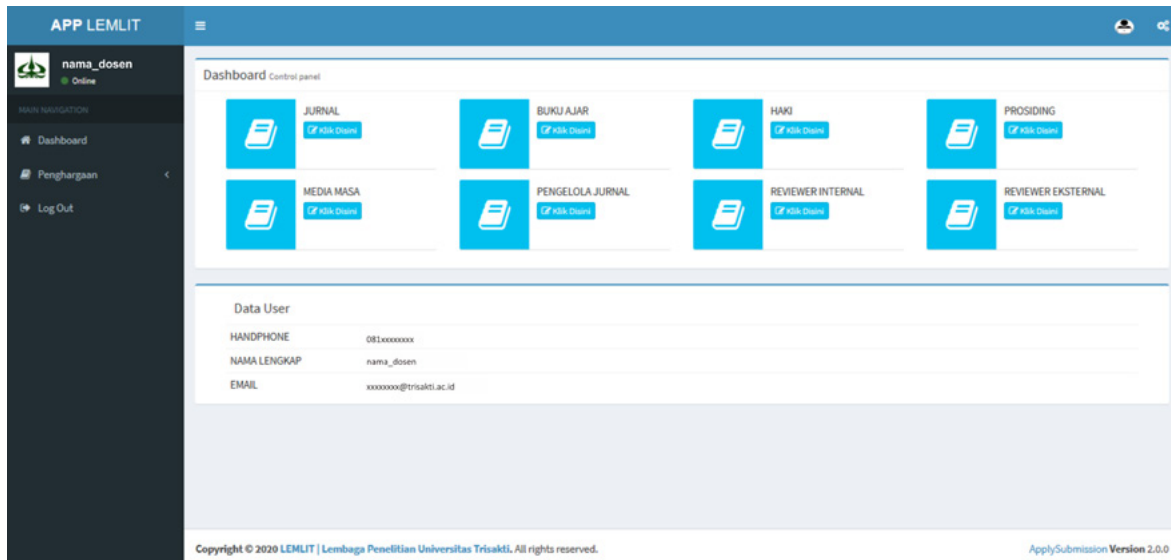 APP LEMLIT
nama_dosen
Online
MAIN NAVIGATION
Dashboard
Penghargaan
Log Out
Dashboard Control panel
JURNAL
Klik Disini
BUKU AJAR
Klik Disini
HAKI
Klik Disini
PROSIDING
Klik Disini
MEDIA MASA
Klik Disini
PENGELOLA JURNAL
Klik Disini
REVIEWER INTERNAL
Klik Disini
REVIEWER EKSTERNAL
Klik Disini
Data User
HANDPHONE 081xxxxxxxx
NAMA LENGKAP nama_dosen
EMAIL xxxxxxxx@trisakti.ac.id
Copyright © 2020 LEMLIT | Lembaga Penelitian Universitas Trisakti. All rights reserved.
ApplySubmission Version 2.0.0